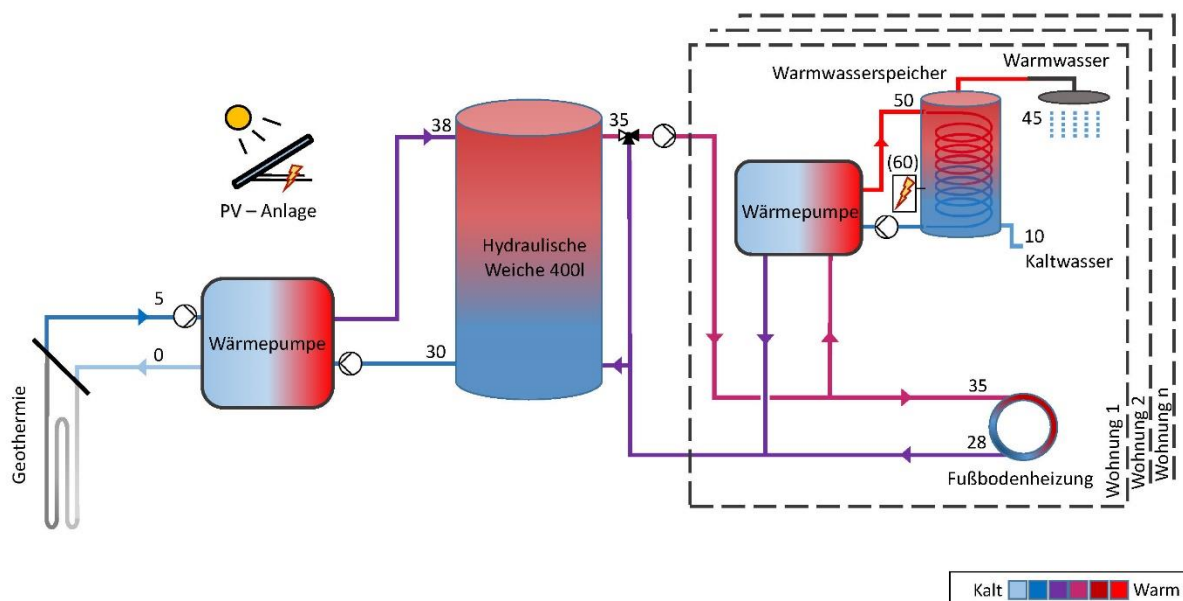 PV – Anlage
Geothermie
5
0
Wärmepumpe
38
30
Hydraulische
Weiche 400l
35
Warmwasserspeicher
Warmwasser
50
45
(60)
Wärmepumpe
10
Kaltwasser
35
28
Fußbodenheizung
Wohnung 1
Wohnung 2
Wohnung n
Kalt
Warm